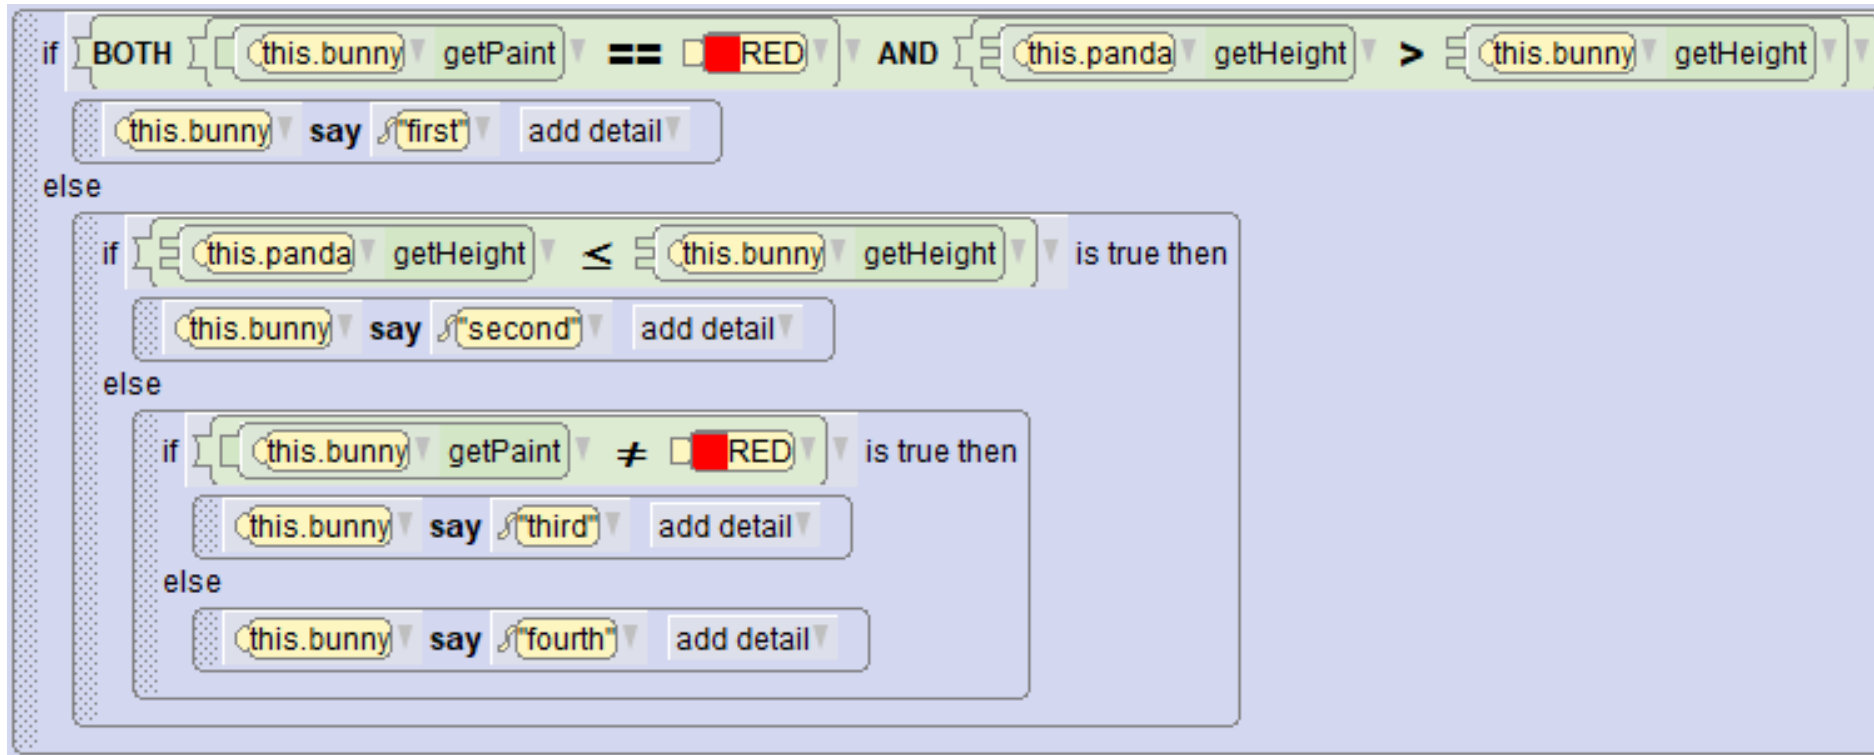 if BOTH this.bunny getPaint == RED AND this.panda getHeight > this.bunny getHeight
this.bunny say "first" add detail
else
if this.panda getHeight ≤ this.bunny getHeight is true then
this.bunny say "second" add detail
else
if this.bunny getPaint ≠ RED is true then
this.bunny say "third" add detail
else
this.bunny say "fourth" add detail